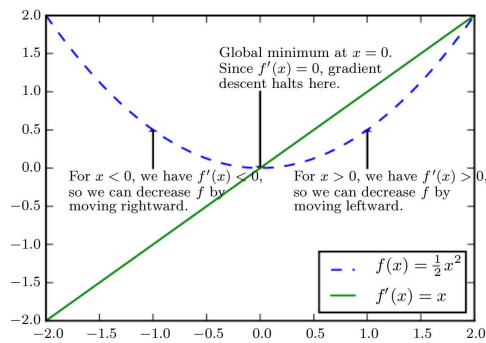 2.0
1.5
1.0
0.5
0.0
−0.5
−1.0
−1.5
−2.0
Global minimum at x = 0.
Since f′(x) = 0, gradient
descent halts here.
For x < 0, we have f′(x) < 0,
so we can decrease f by
moving rightward.
For x > 0, we have f′(x) > 0,
so we can decrease f by
moving leftward.
f(x) = ½x²
f′(x) = x
−2.0 −1.5 −1.0 −0.5 0.0 0.5 1.0 1.5 2.0